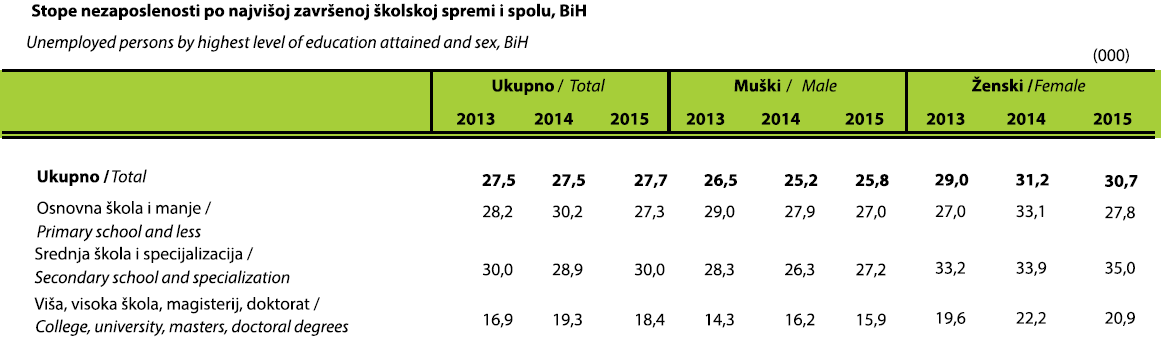 Stope nezaposlenosti po najvišoj završenoj školskoj spremi i spolu, BiH
Unemployed persons by highest level of education attained and sex, BiH
(000)
Ukupno / Total Muški / Male Ženski /Female
2013 2014 2015 2013 2014 2015 2013 2014 2015
Ukupno /Total 27,5 27,5 27,7 26,5 25,2 25,8 29,0 31,2 30,7
Osnovna škola i manje / 28,2 30,2 27,3 29,0 27,9 27,0 27,0 33,1 27,8
Primary school and less
Srednja škola i specijalizacija /
Secondary school and specialization 30,0 28,9 30,0 28,3 26,3 27,2 33,2 33,9 35,0
Viša, visoka škola, magisterij, doktorat /
College, university, masters, doctoral degrees 16,9 19,3 18,4 14,3 16,2 15,9 19,6 22,2 20,9